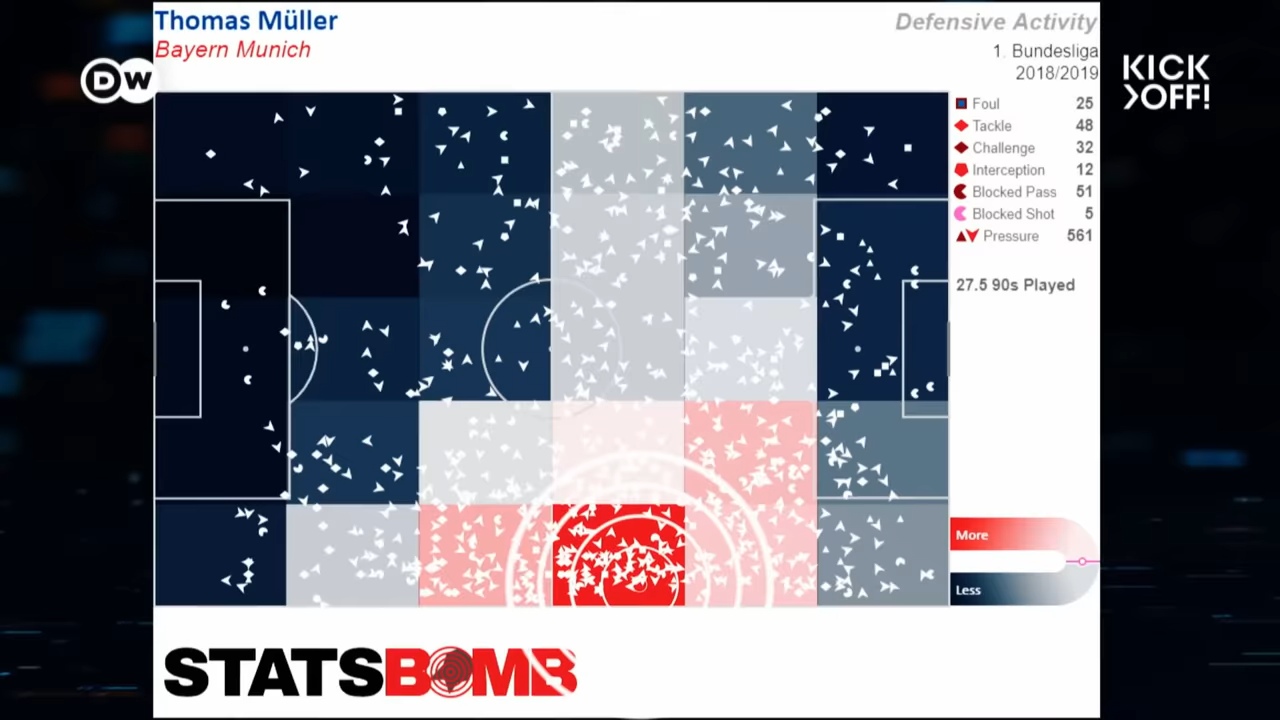 Thomas Müller
Bayern Munich
Defensive Activity
1. Bundesliga
2018/2019
DW
KICK
OFF!
Foul 25
Tackle 48
Challenge 32
Interception 12
Blocked Pass 51
Blocked Shot 5
Pressure 561
27.5 90s Played
More
Less
STATSBOMB